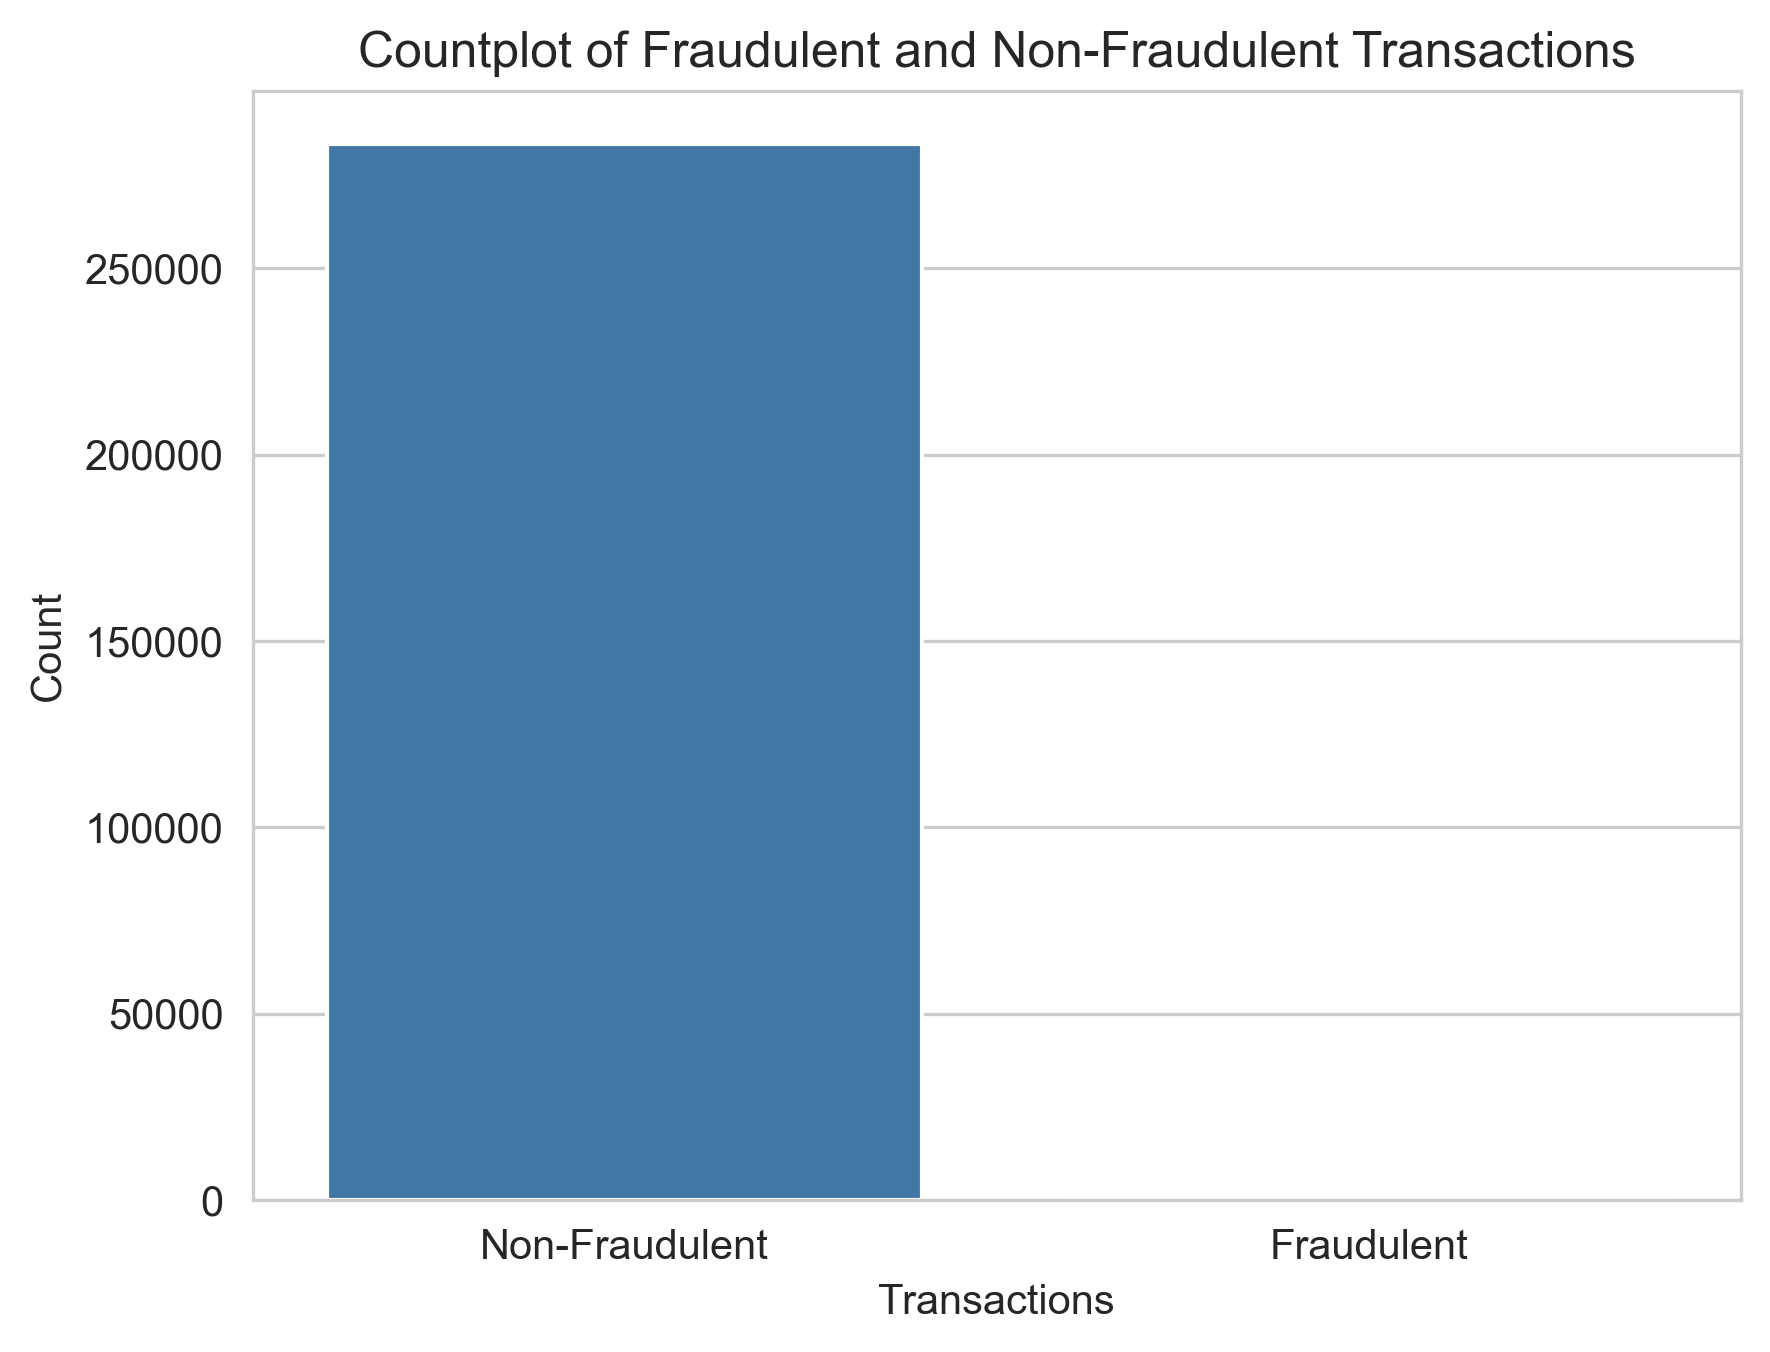 Countplot of Fraudulent and Non-Fraudulent Transactions
250000
200000
150000
100000
50000
0
Count
Non-Fraudulent
Fraudulent
Transactions